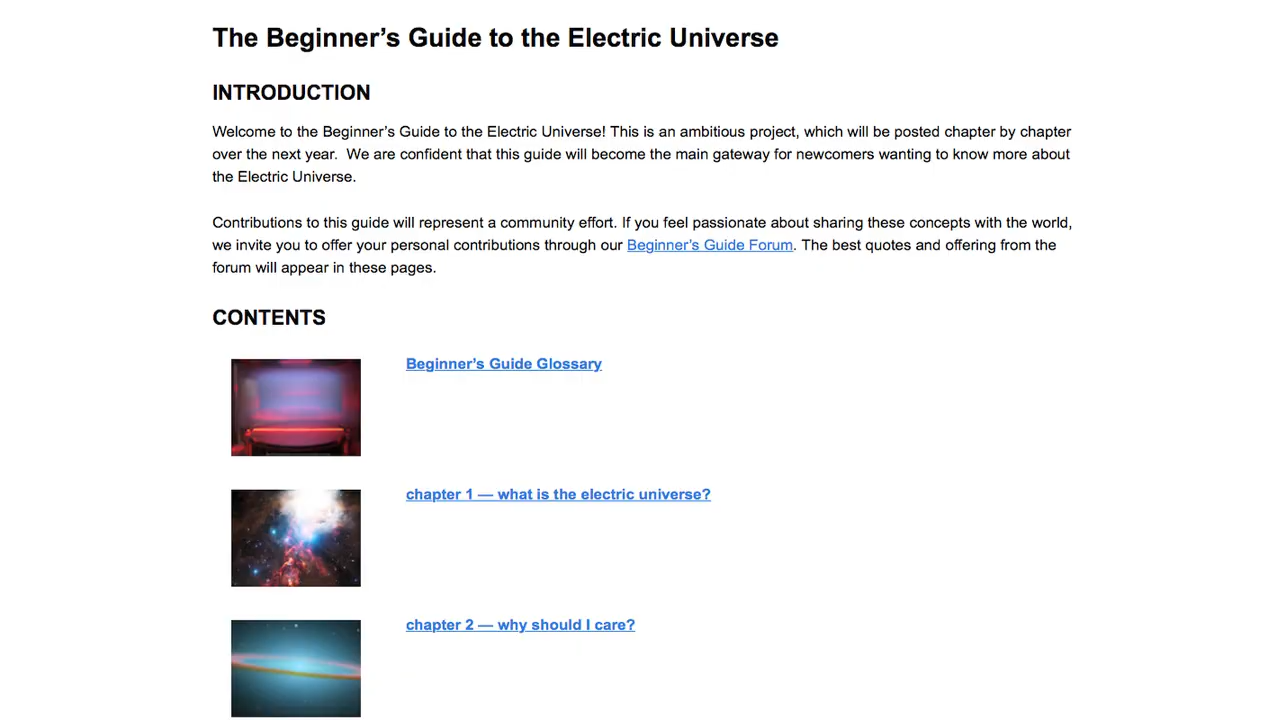 The Beginner’s Guide to the Electric Universe
INTRODUCTION
Welcome to the Beginner’s Guide to the Electric Universe! This is an ambitious project, which will be posted chapter by chapter
over the next year.  We are confident that this guide will become the main gateway for newcomers wanting to know more about
the Electric Universe.
Contributions to this guide will represent a community effort. If you feel passionate about sharing these concepts with the world,
we invite you to offer your personal contributions through our Beginner’s Guide Forum. The best quotes and offering from the
forum will appear in these pages.
CONTENTS
Beginner’s Guide Glossary
chapter 1 — what is the electric universe?
chapter 2 — why should I care?